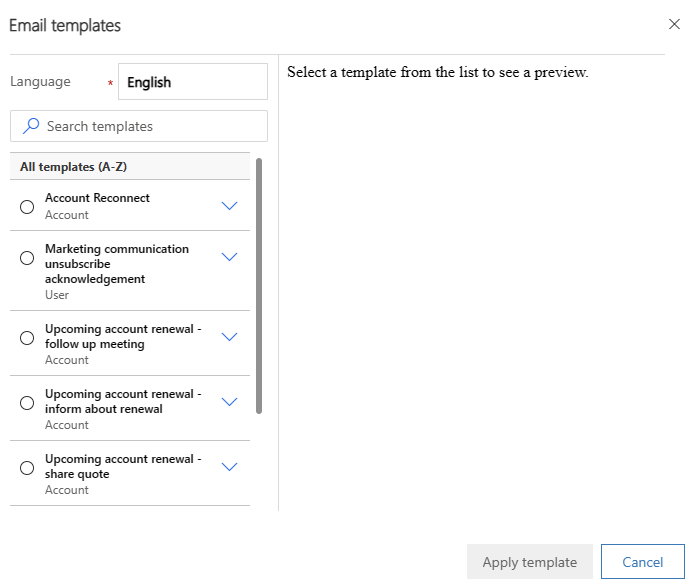 Email templates
Language * English
Select a template from the list to see a preview.
Search templates
All templates (A-Z)
Account Reconnect
Account
Marketing communication
unsubscribe
acknowledgement
User
Upcoming account renewal -
follow up meeting
Account
Upcoming account renewal -
inform about renewal
Account
Upcoming account renewal -
share quote
Account
Apply template
Cancel